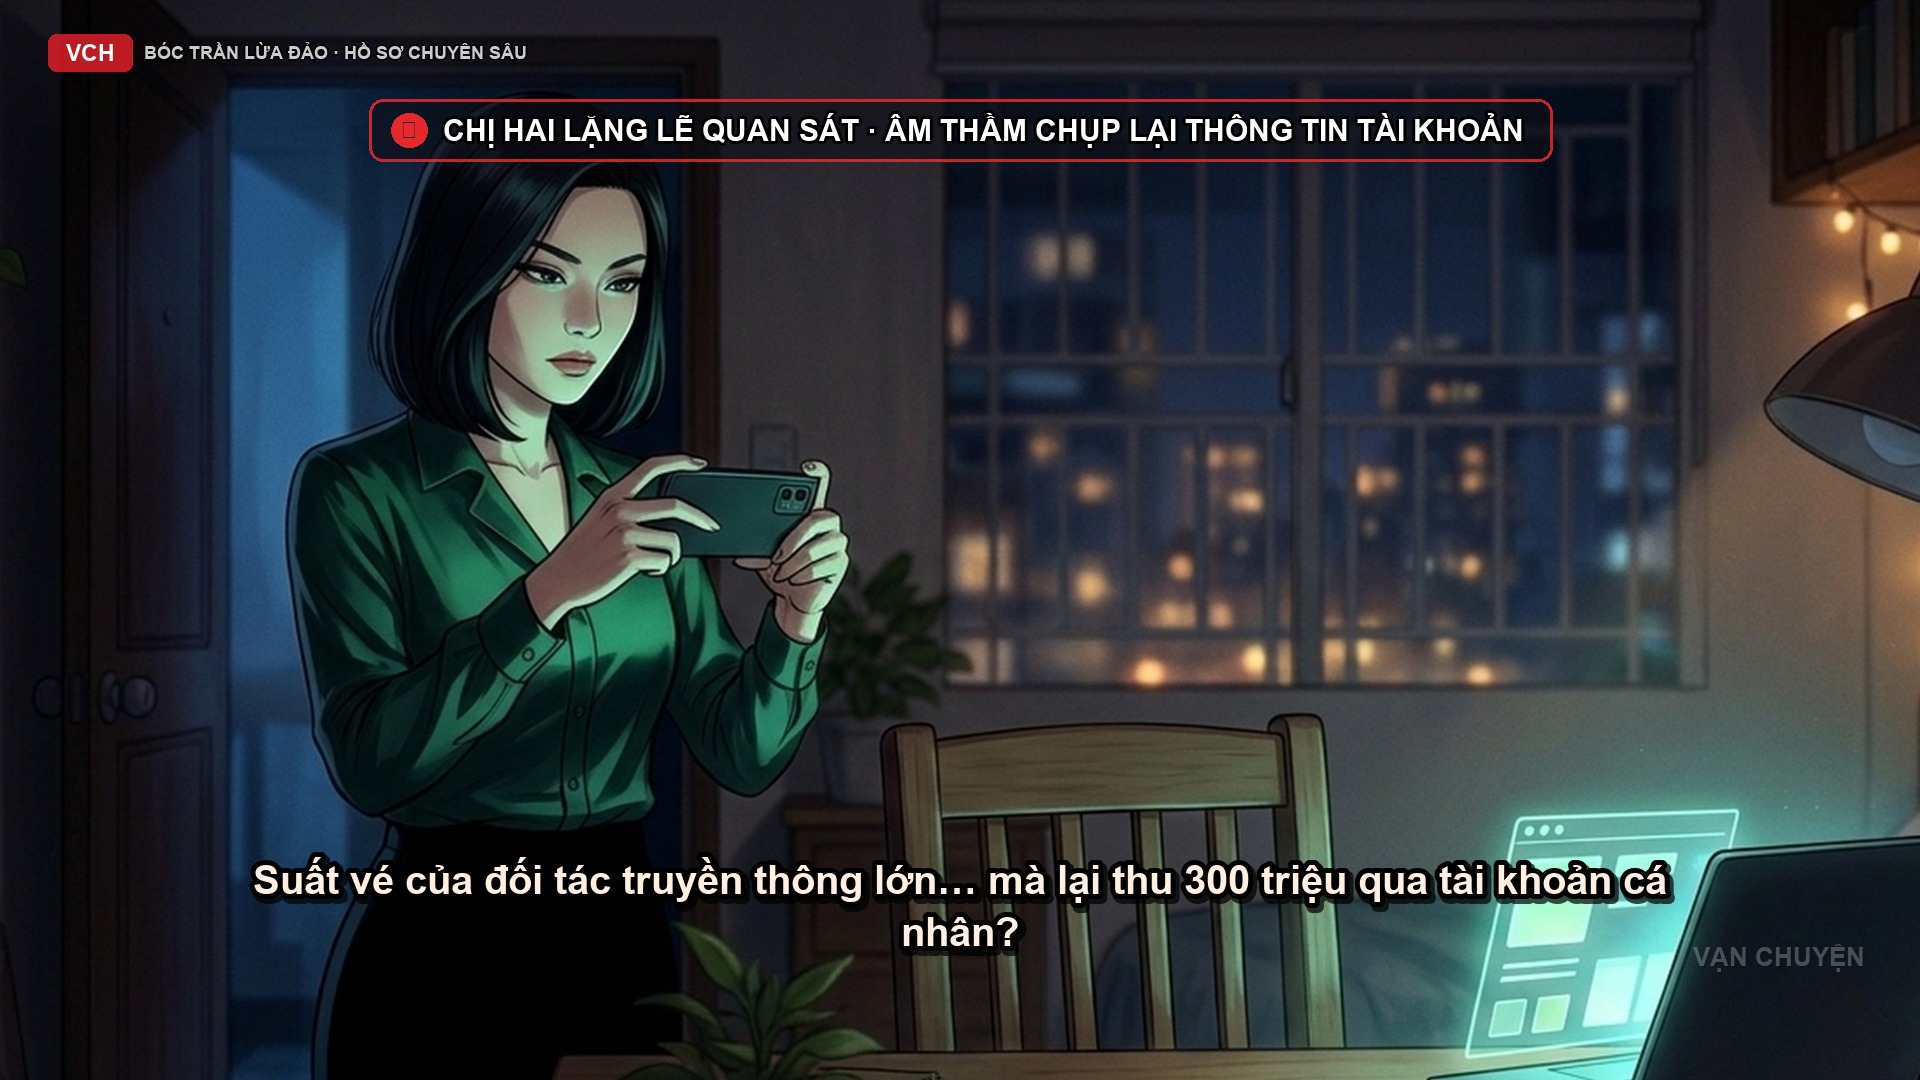 VCH BÓC TRẦN LỪA ĐẢO · HỒ SƠ CHUYÊN SÂU
CHỊ HAI LẶNG LẼ QUAN SÁT · ÂM THẦM CHỤP LẠI THÔNG TIN TÀI KHOẢN
Suất vé của đối tác truyền thông lớn… mà lại thu 300 triệu qua tài khoản cá
nhân?
VẠN CHUYỆN